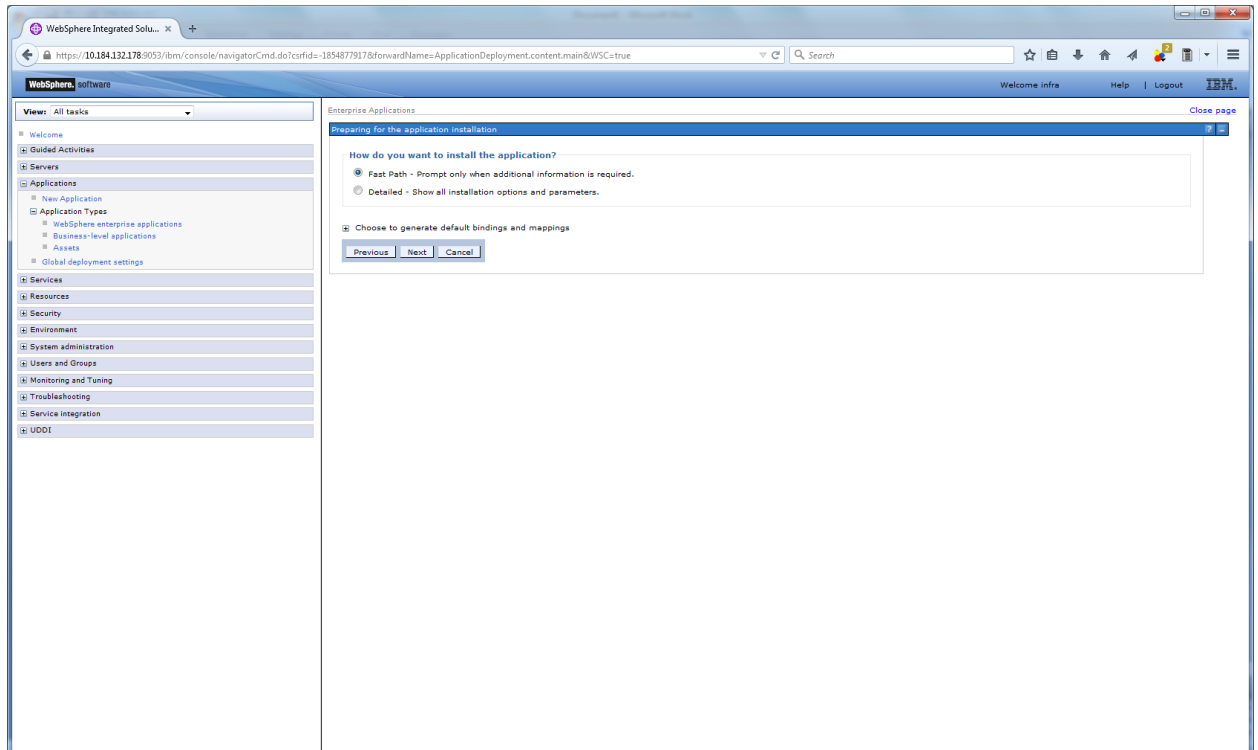 WebSphere Integrated Solu... × +
https://10.184.132.178:9053/ibm/console/navigatorCmd.do?csrfid=-1854877917&forwardName=ApplicationDeployment.content.main&WSC=true
Search
2
WebSphere. software
Welcome infra Help | Logout IBM.
View: All tasks
Welcome
Guided Activities
Servers
Applications
New Application
Application Types
WebSphere enterprise applications
Business-level applications
Assets
Global deployment settings
Services
Resources
Security
Environment
System administration
Users and Groups
Monitoring and Tuning
Troubleshooting
Service integration
UDDI
Enterprise Applications
Close page
Preparing for the application installation
How do you want to install the application?
Fast Path - Prompt only when additional information is required.
Detailed - Show all installation options and parameters.
Choose to generate default bindings and mappings
Previous Next Cancel